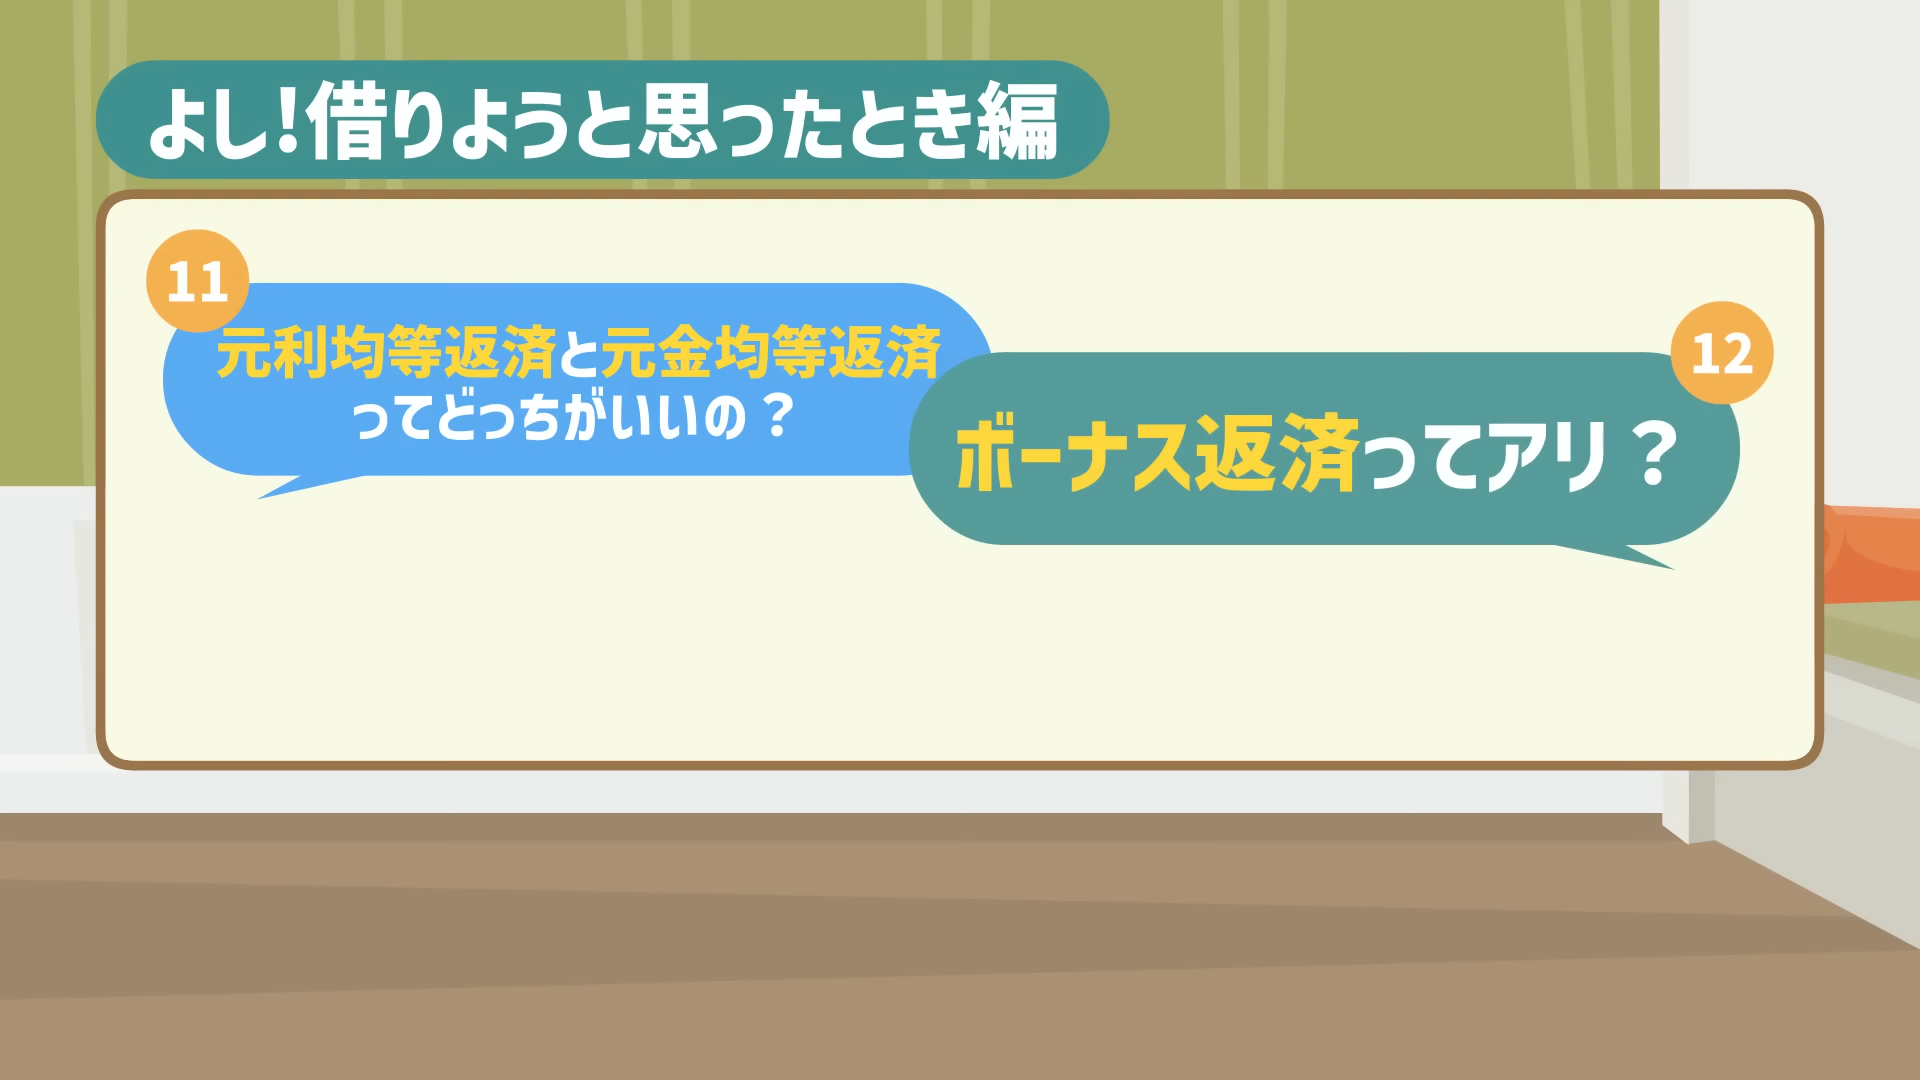 よし!借りようと思ったとき編
11
元利均等返済と元金均等返済
ってどっちがいいの？
12
ボーナス返済ってアリ？